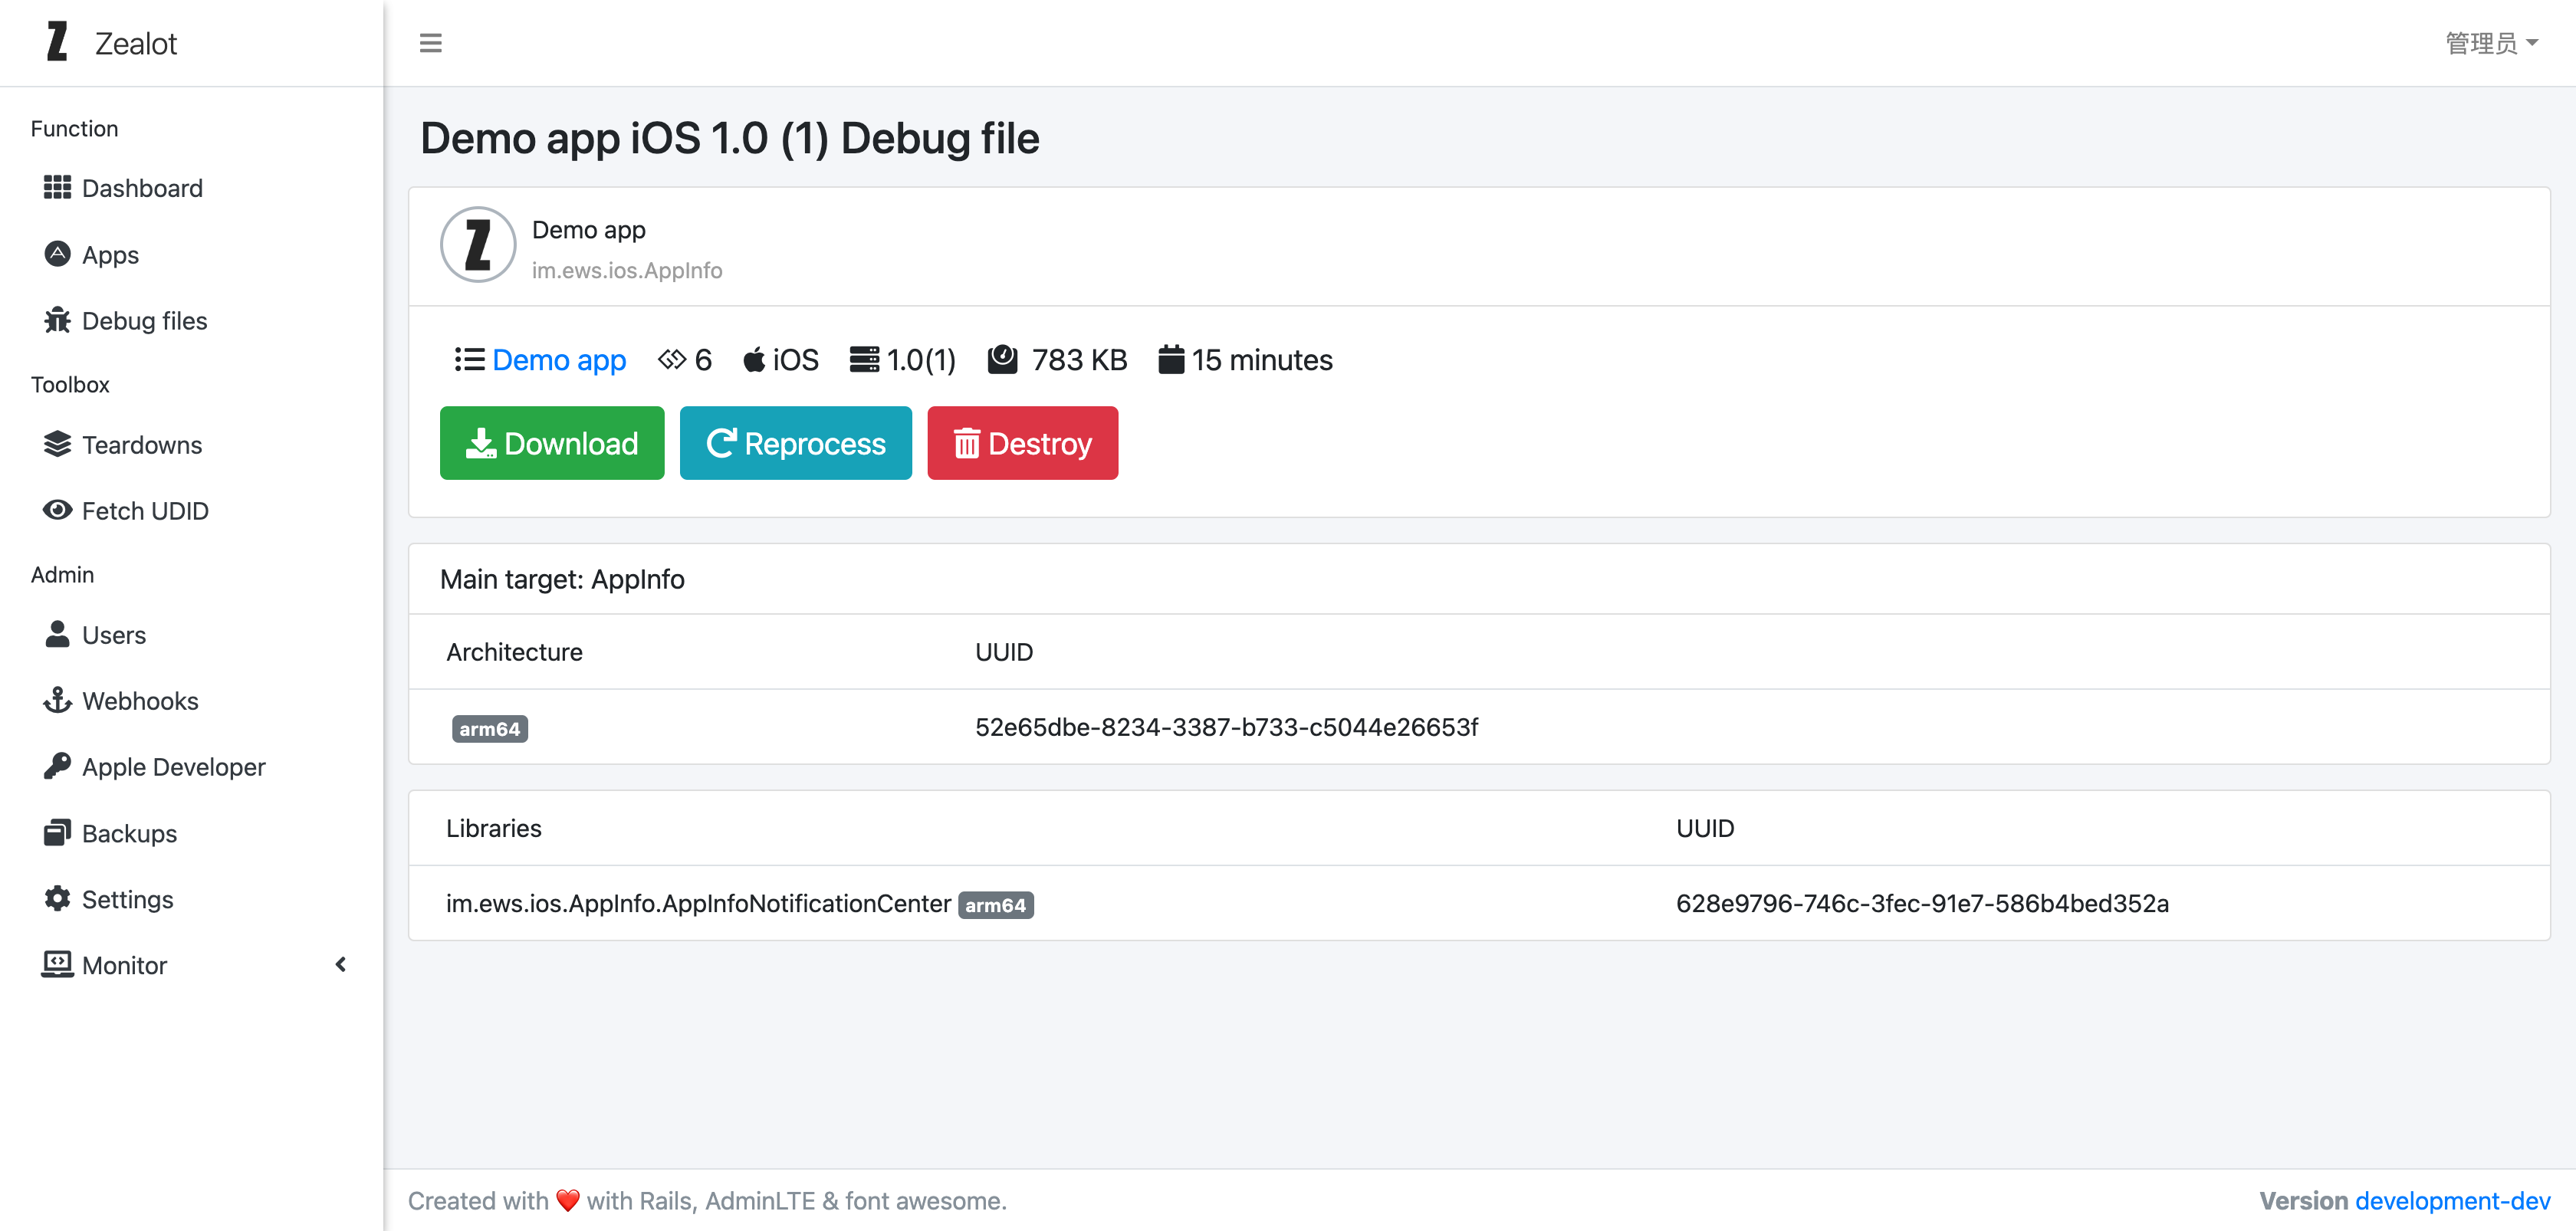 Zealot
管理员
Function
Dashboard
Apps
Debug files
Toolbox
Teardowns
Fetch UDID
Admin
Users
Webhooks
Apple Developer
Backups
Settings
Monitor
Demo app iOS 1.0 (1) Debug file
Demo app
im.ews.ios.AppInfo
Demo app 6 iOS 1.0(1) 783 KB 15 minutes
Download Reprocess Destroy
Main target: AppInfo
Architecture UUID
arm64 52e65dbe-8234-3387-b733-c5044e26653f
Libraries UUID
im.ews.ios.AppInfo.AppInfoNotificationCenter arm64 628e9796-746c-3fec-91e7-586b4bed352a
Created with ❤️ with Rails, AdminLTE & font awesome. Version development-dev